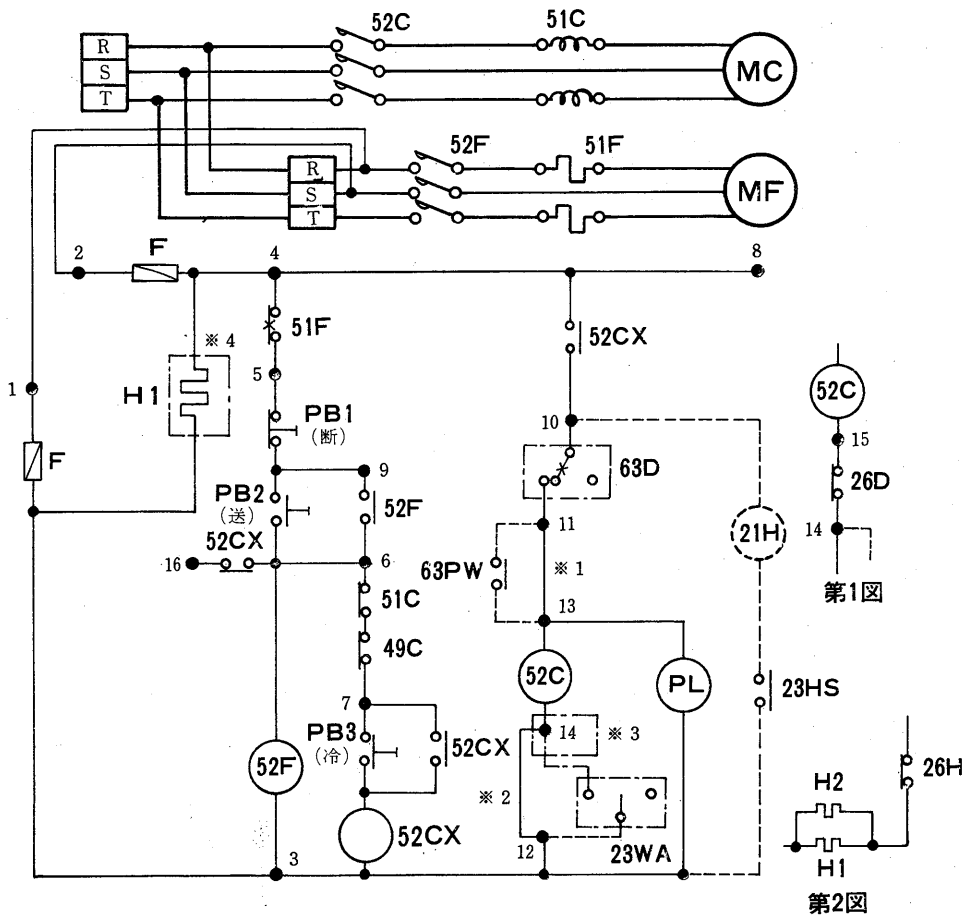 52C
51C
R
S
T
MC
52F
51F
R
S
T
MF
2
F
4
8
※ 4
51F
52CX
H1
5
1
PB1
(断)
10
63D
52C
15
F
9
26D
PB2
(送)
52F
11
14
21H
52CX
16
6
63PW
※ 1
第1図
51C
13
49C
52C
PL
23HS
7
PB3
(冷)
52CX
14
※ 3
26H
52F
※ 2
H2
52CX
12
23WA
H1
3
第2図